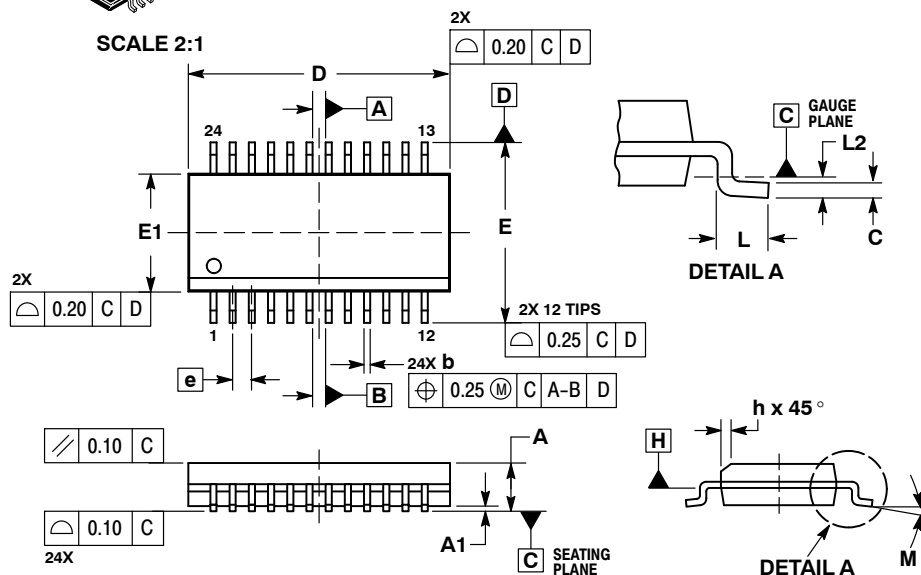 SCALE 2:1
2X
⌓ 0.20 C D
D
A
D
24
13
E1
E
2X
⌓ 0.20 C D
1
12
2X 12 TIPS
⌓ 0.25 C D
e
24X b
B
⌖ 0.25 Ⓜ C A-B D
C GAUGE
PLANE
L2
L
C
DETAIL A
// 0.10 C
A
⌓ 0.10 C
24X
A1
C SEATING
PLANE
h x 45°
H
M
DETAIL A